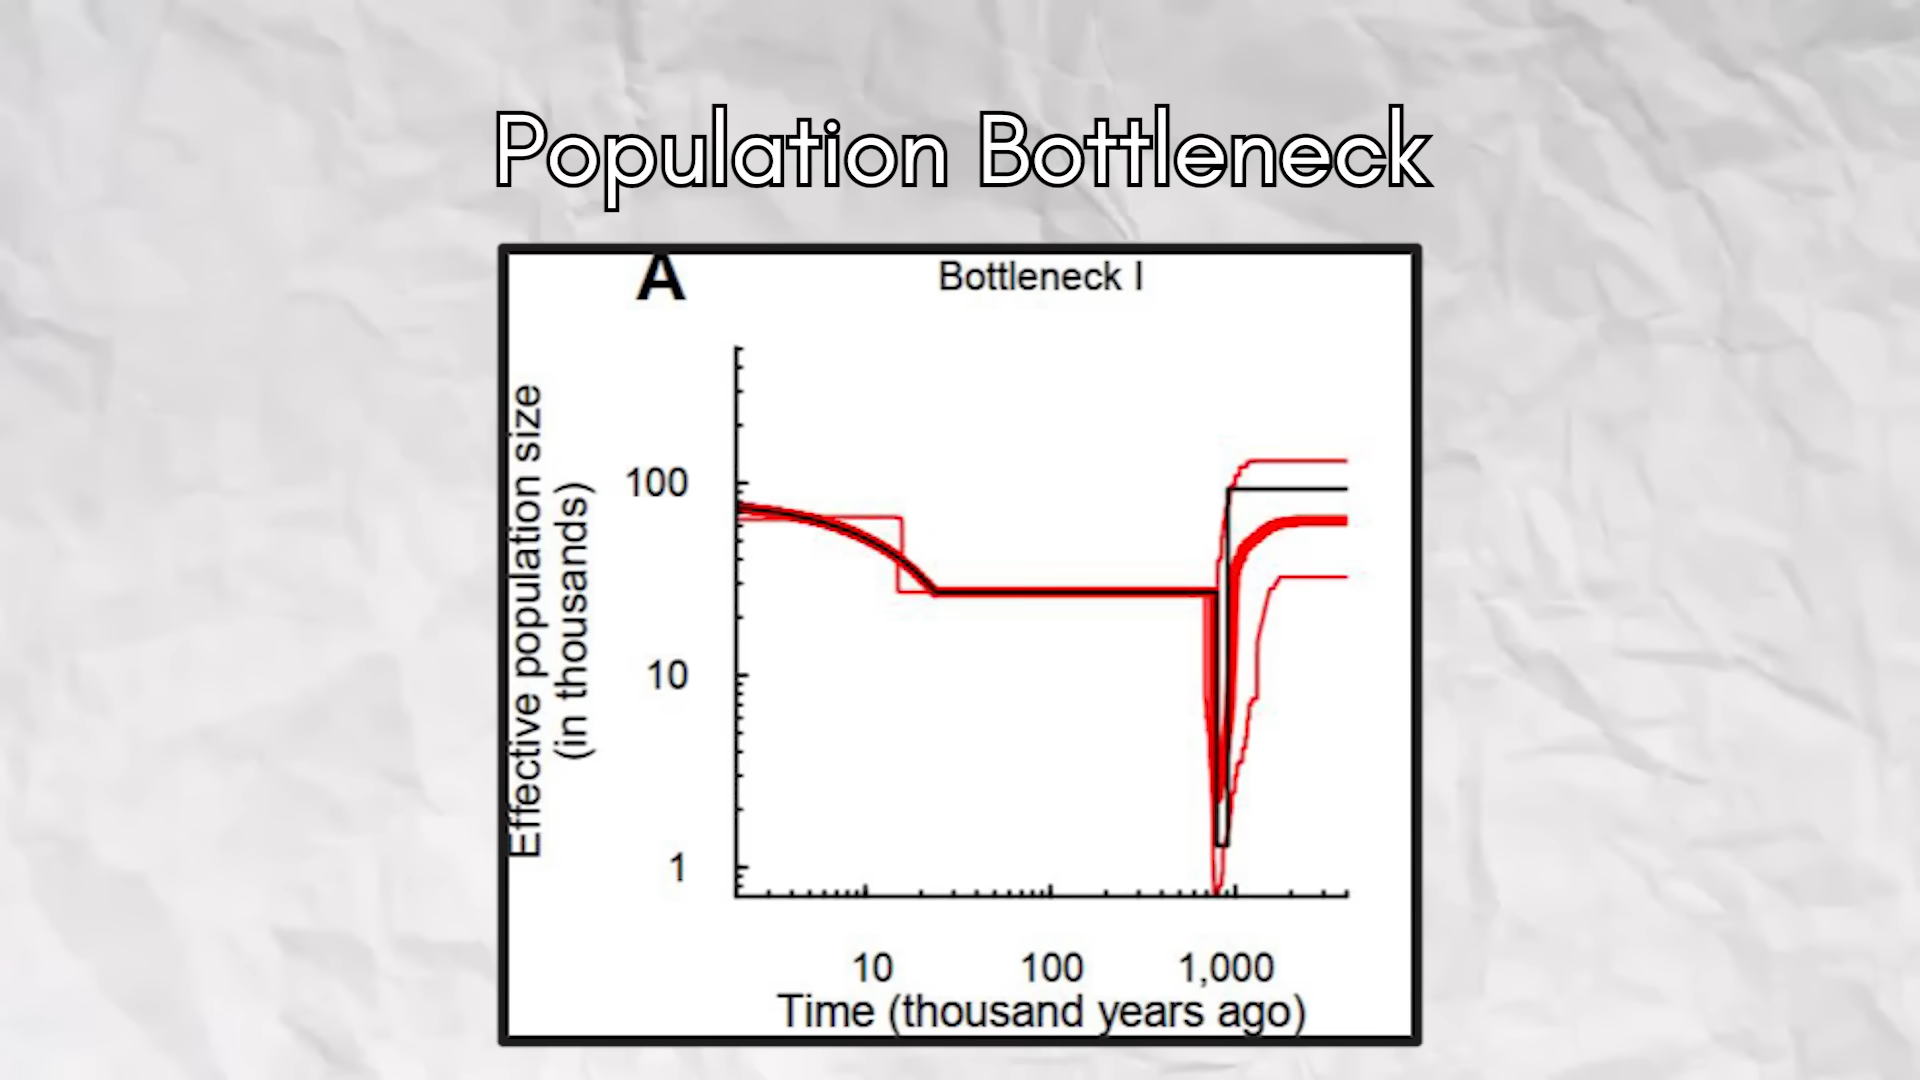 Population Bottleneck
A
Bottleneck I
Effective population size
(in thousands)
100
10
1
10 100 1,000
Time (thousand years ago)